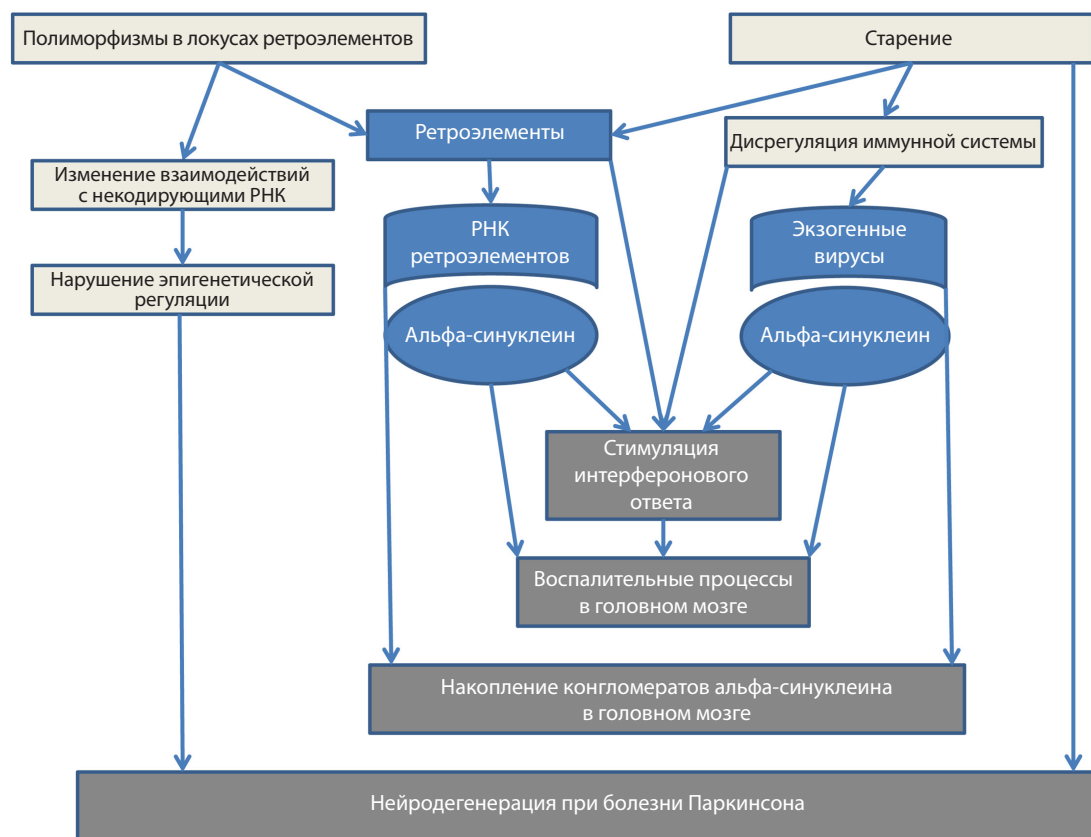 Полиморфизмы в локусах ретроэлементов
Старение
Ретроэлементы
Дисрегуляция иммунной системы
Изменение взаимодействий
с некодирующими РНК
РНК
ретроэлементов
Экзогенные
вирусы
Нарушение эпигенетической
регуляции
Альфа-синуклеин
Альфа-синуклеин
Стимуляция
интерферонового
ответа
Воспалительные процессы
в головном мозге
Накопление конгломератов альфа-синуклеина
в головном мозге
Нейродегенерация при болезни Паркинсона